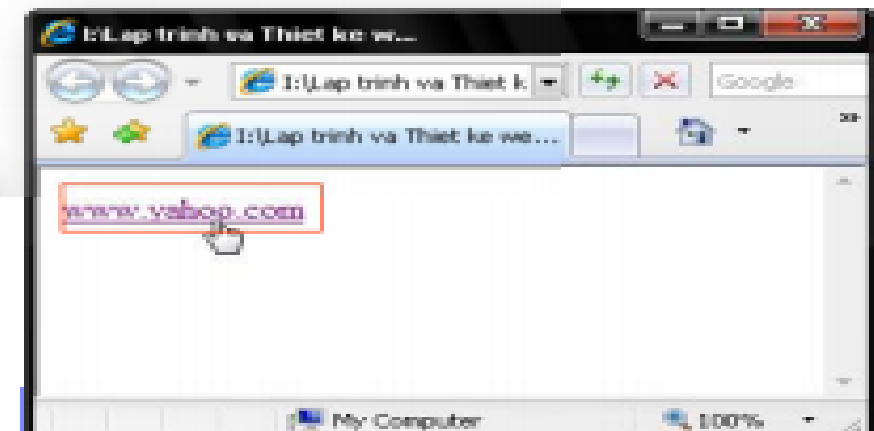 I:\Lap trinh va Thiet ke w...
I:\Lap trinh va Thiet k
Google
I:\Lap trinh va Thiet ke we...
www.yahoo.com
My Computer
100%